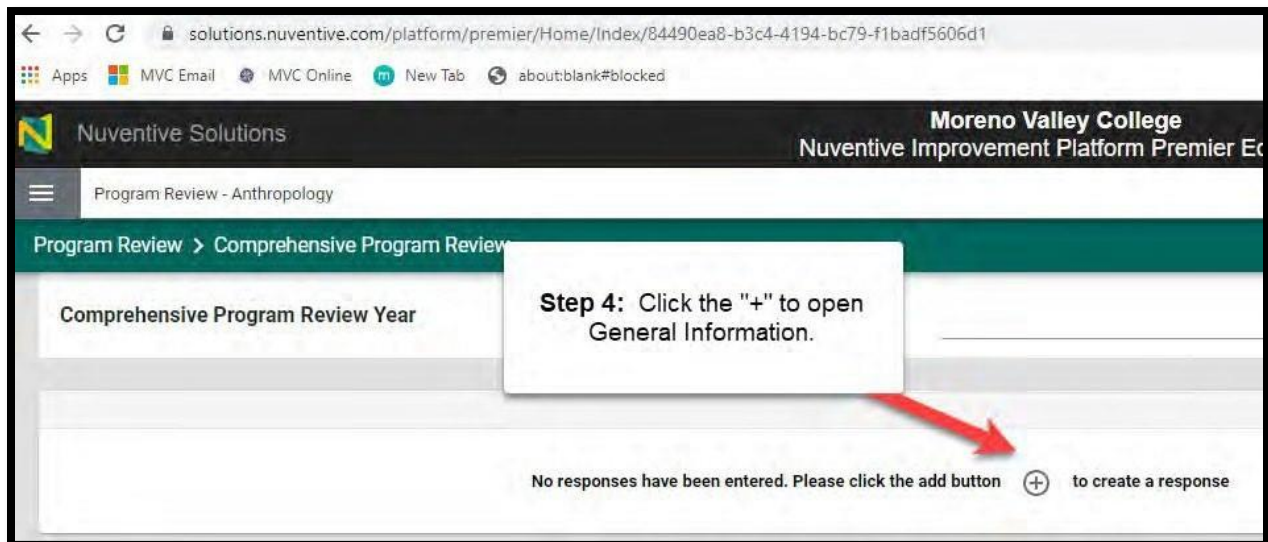 solutions.nuventive.com/platform/premier/Home/Index/84490ea8-b3c4-4194-bc79-f1badf5606d1
Apps MVC Email MVC Online m New Tab about:blank#blocked
N Nuventive Solutions
Moreno Valley College
Nuventive Improvement Platform Premier Ec
Program Review - Anthropology
Program Review > Comprehensive Program Review
Comprehensive Program Review Year
Step 4: Click the "+" to open
General Information.
No responses have been entered. Please click the add button + to create a response